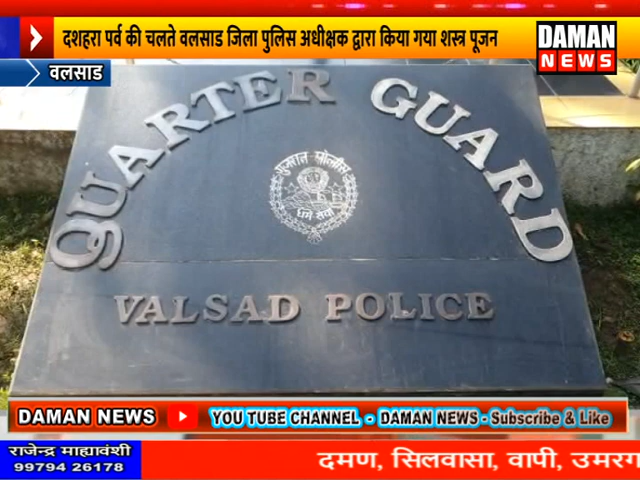 दशहरा पर्व की चलते वलसाड जिला पुलिस अधीक्षक द्वारा किया गया शस्त्र पूजन
DAMAN
NEWS
वलसाड
QUARTER GUARD
ગુજરાત પોલીસ
VALSAD POLICE
DAMAN NEWS
YOU TUBE CHANNEL - DAMAN NEWS - Subscribe & Like
राजेन्द्र माह्यावंशी
99794 26178
दमण, सिलवासा, वापी, उमरग